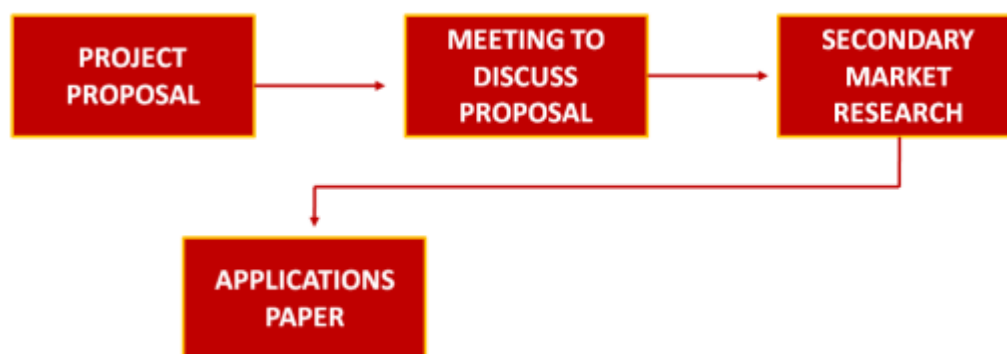 PROJECT
PROPOSAL
MEETING TO
DISCUSS
PROPOSAL
SECONDARY
MARKET
RESEARCH
APPLICATIONS
PAPER